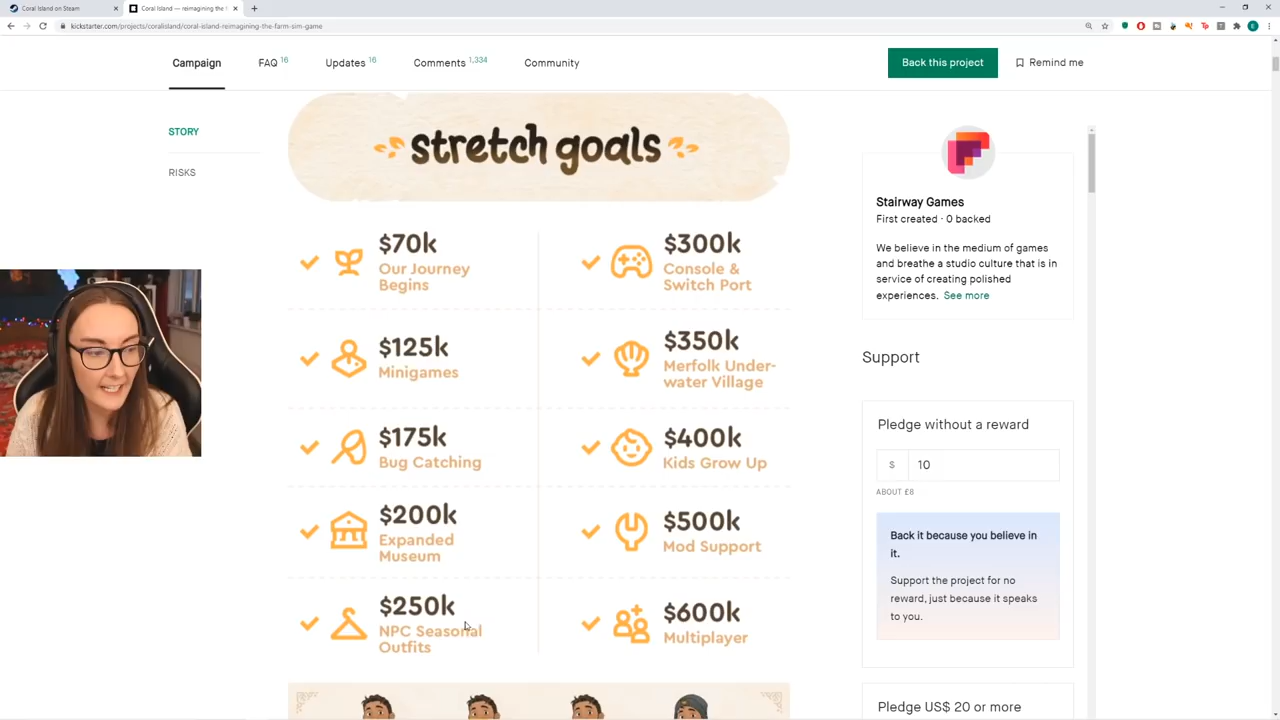 Coral Island on Steam
Coral Island — reimagining the f
kickstarter.com/projects/coralisland/coral-island-reimagining-the-farm-sim-game
Campaign
FAQ 16
Updates 16
Comments 1,334
Community
Back this project
Remind me
STORY
RISKS
stretch goals
$70k
Our Journey
Begins
$125k
Minigames
$175k
Bug Catching
$200k
Expanded
Museum
$250k
NPC Seasonal
Outfits
$300k
Console &
Switch Port
$350k
Merfolk Under-
water Village
$400k
Kids Grow Up
$500k
Mod Support
$600k
Multiplayer
Stairway Games
First created · 0 backed
We believe in the medium of games
and breathe a studio culture that is in
service of creating polished
experiences. See more
Support
Pledge without a reward
$ 10
ABOUT £8
Back it because you believe in
it.
Support the project for no
reward, just because it speaks
to you.
Pledge US$ 20 or more